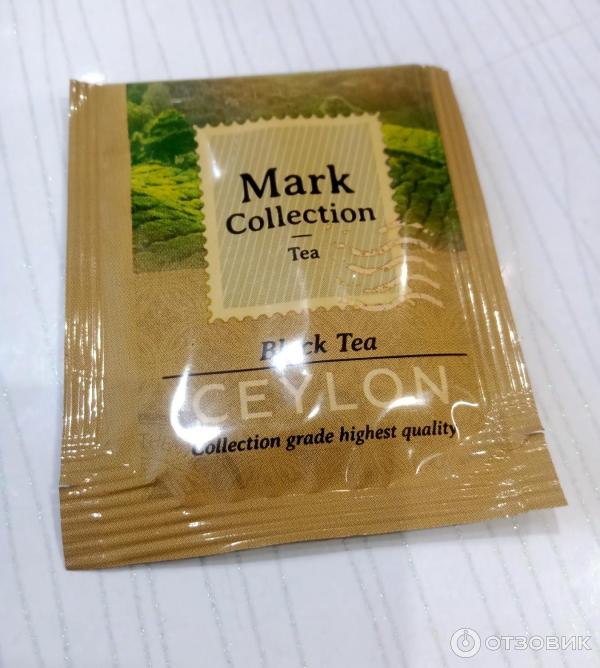 Mark
Collection
Tea
Black Tea
CEYLON
Collection grade highest quality
ОТЗОВИК